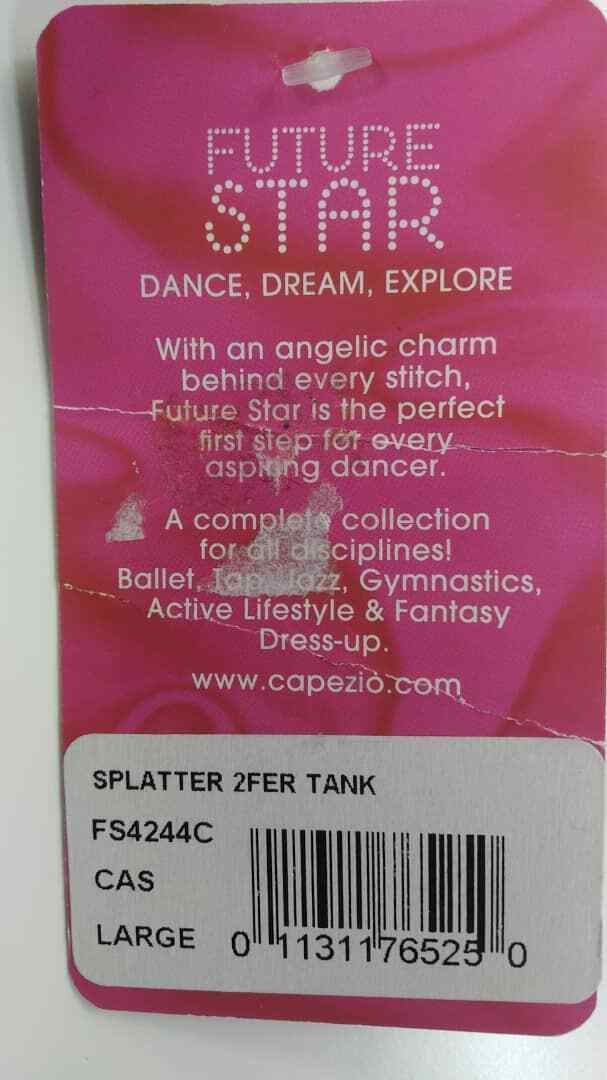 FUTURE
STAR
DANCE, DREAM, EXPLORE
With an angelic charm
behind every stitch,
Future Star is the perfect
first step for every
aspiring dancer.
A complete collection
for all disciplines!
Ballet, Tap, Jazz, Gymnastics,
Active Lifestyle & Fantasy
Dress-up.
www.capezio.com
SPLATTER 2FER TANK
FS4244C
CAS
LARGE
0 11311 76525 0